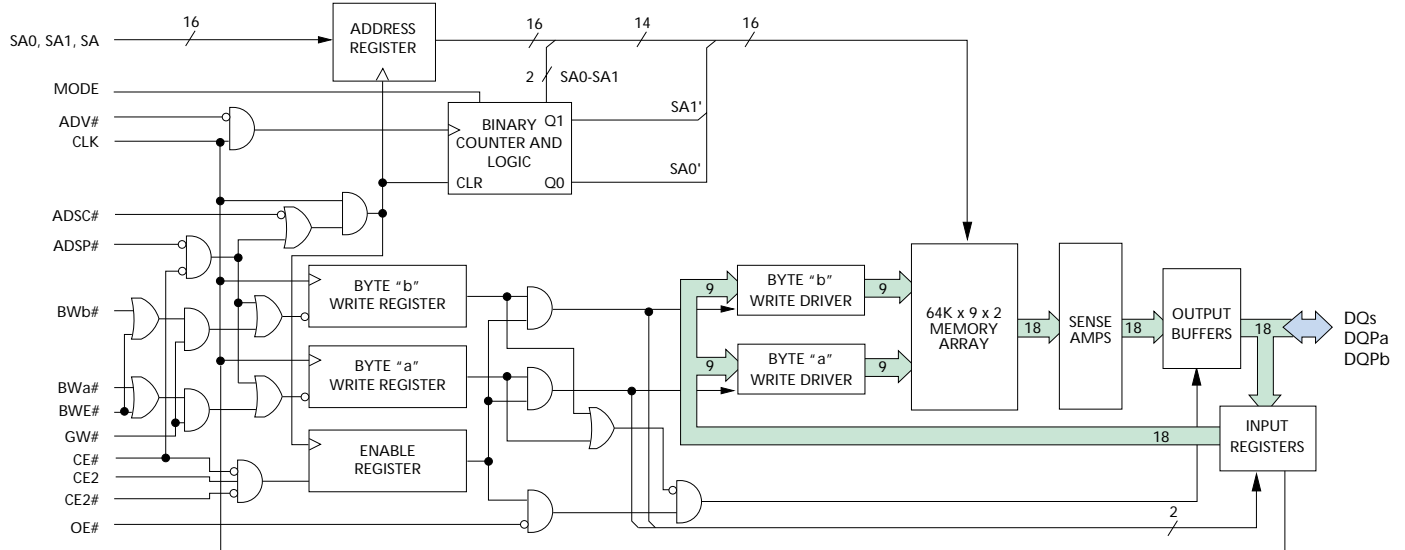 SA0, SA1, SA
16
ADDRESS
REGISTER
16
14
16
2
SA0-SA1
MODE
ADV#
CLK
BINARY
COUNTER AND
LOGIC
Q1
CLR
Q0
SA1'
SA0'
ADSC#
ADSP#
BYTE “b”
WRITE REGISTER
9
BYTE “b”
WRITE DRIVER
9
64K x 9 x 2
MEMORY
ARRAY
18
SENSE
AMPS
18
OUTPUT
BUFFERS
18
DQs
DQPa
DQPb
BWb#
BYTE “a”
WRITE REGISTER
9
BYTE “a”
WRITE DRIVER
9
BWa#
BWE#
GW#
CE#
CE2
CE2#
OE#
ENABLE
REGISTER
18
INPUT
REGISTERS
2